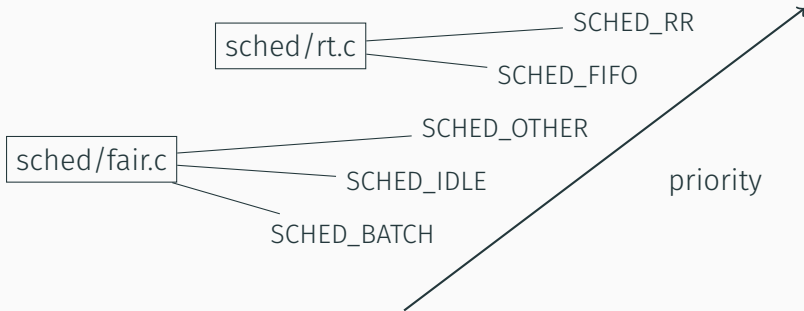 SCHED_RR
sched/rt.c
SCHED_FIFO
SCHED_OTHER
sched/fair.c
SCHED_IDLE
priority
SCHED_BATCH